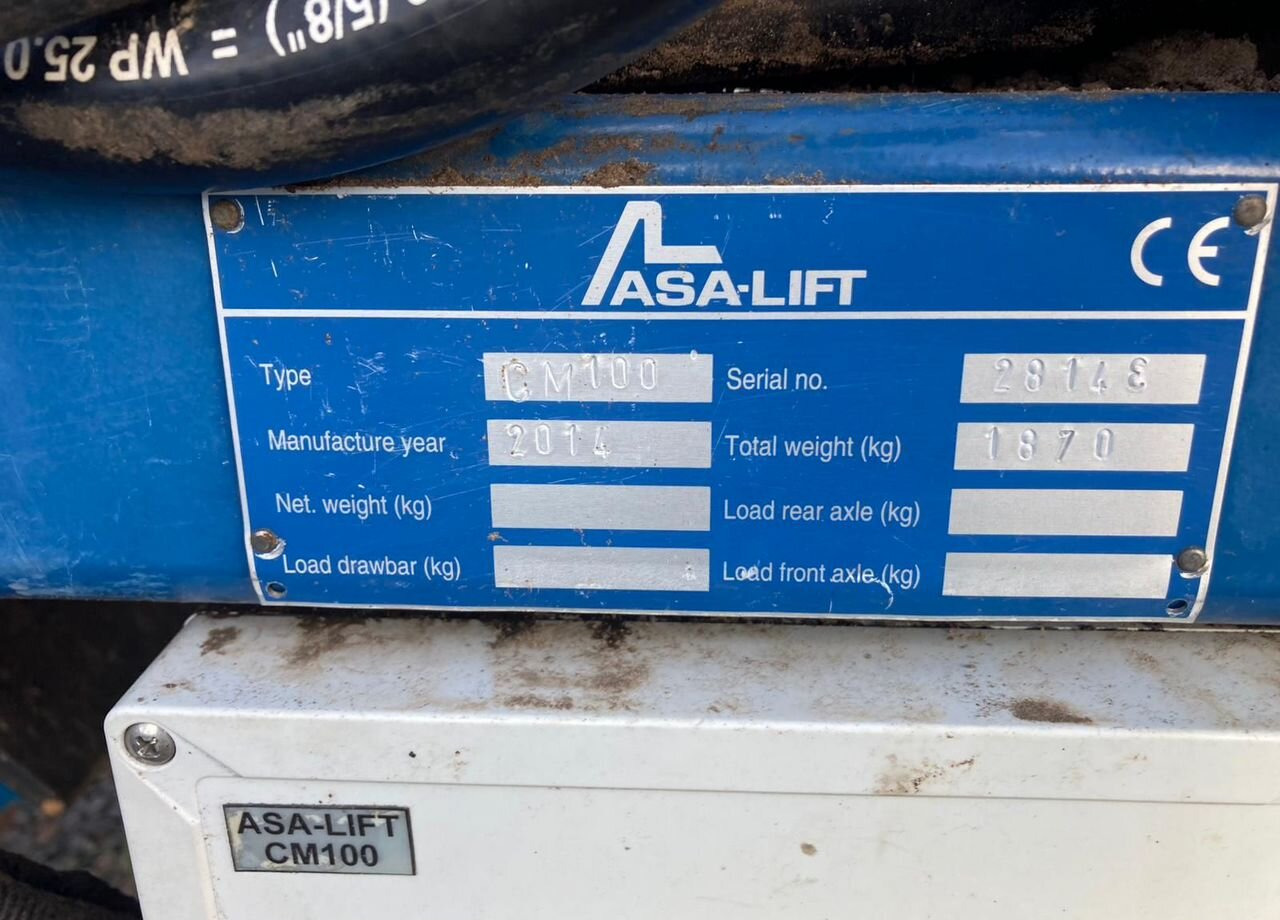 (5/8") = WP 25.0
ASA-LIFT CE
Type CM100 Serial no. 28148
Manufacture year 2014 Total weight (kg) 1870
Net. weight (kg) Load rear axle (kg)
Load drawbar (kg) Load front axle (kg)
ASA-LIFT
CM100